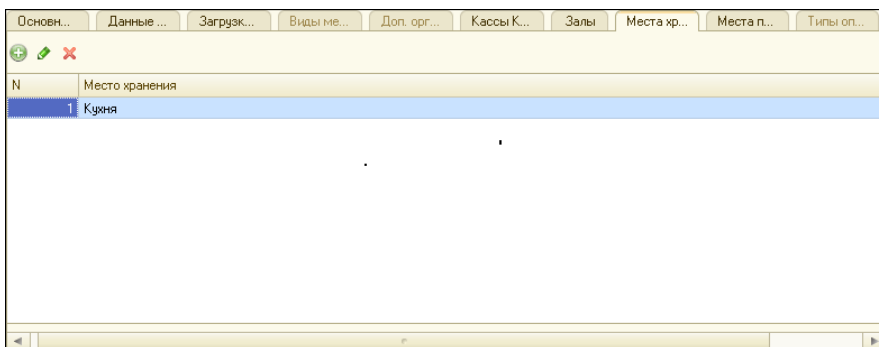 Основн... Данные ... Загрузк... Виды ме... Доп. орг... Кассы К... Залы Места хр... Места п... Типы оп...
N Место хранения
1 Кухня